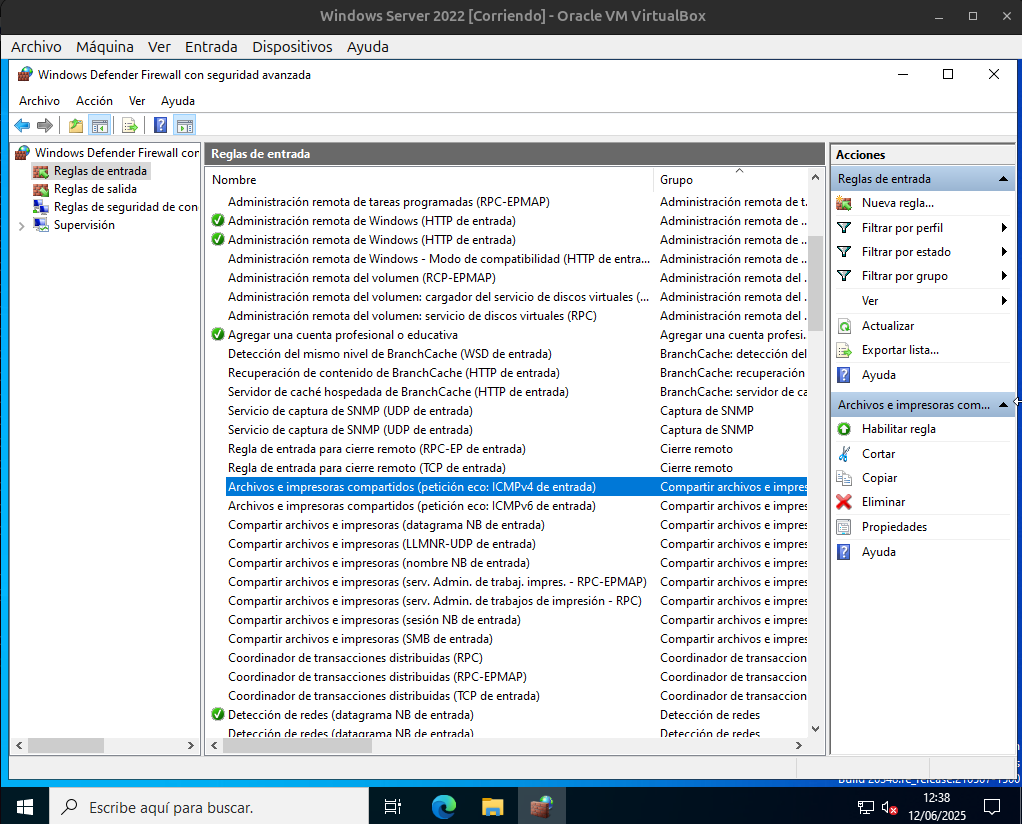 Windows Server 2022 [Corriendo] - Oracle VM VirtualBox
Archivo Máquina Ver Entrada Dispositivos Ayuda
Windows Defender Firewall con seguridad avanzada
Archivo Acción Ver Ayuda
Windows Defender Firewall con
Reglas de entrada
Reglas de salida
Reglas de seguridad de con
Supervisión
Reglas de entrada
Nombre Grupo
Administración remota de tareas programadas (RPC-EPMAP) Administración remota de t.
Administración remota de Windows (HTTP de entrada) Administración remota de ..
Administración remota de Windows (HTTP de entrada) Administración remota de ..
Administración remota de Windows - Modo de compatibilidad (HTTP de entra... Administración remota de ..
Administración remota del volumen (RCP-EPMAP) Administración remota del .
Administración remota del volumen: cargador del servicio de discos virtuales (... Administración remota del .
Administración remota del volumen: servicio de discos virtuales (RPC) Administración remota del .
Agregar una cuenta profesional o educativa Agregar una cuenta profesi.
Detección del mismo nivel de BranchCache (WSD de entrada) BranchCache: detección del
Recuperación de contenido de BranchCache (HTTP de entrada) BranchCache: recuperación
Servidor de caché hospedada de BranchCache (HTTP de entrada) BranchCache: servidor de ca
Servicio de captura de SNMP (UDP de entrada) Captura de SNMP
Servicio de captura de SNMP (UDP de entrada) Captura de SNMP
Regla de entrada para cierre remoto (RPC-EP de entrada) Cierre remoto
Regla de entrada para cierre remoto (TCP de entrada) Cierre remoto
Archivos e impresoras compartidos (petición eco: ICMPv4 de entrada) Compartir archivos e impres
Archivos e impresoras compartidos (petición eco: ICMPv6 de entrada) Compartir archivos e impres
Compartir archivos e impresoras (datagrama NB de entrada) Compartir archivos e impres
Compartir archivos e impresoras (LLMNR-UDP de entrada) Compartir archivos e impres
Compartir archivos e impresoras (nombre NB de entrada) Compartir archivos e impres
Compartir archivos e impresoras (serv. Admin. de trabaj. impres. - RPC-EPMAP) Compartir archivos e impres
Compartir archivos e impresoras (serv. Admin. de trabajos de impresión - RPC) Compartir archivos e impres
Compartir archivos e impresoras (sesión NB de entrada) Compartir archivos e impres
Compartir archivos e impresoras (SMB de entrada) Compartir archivos e impres
Coordinador de transacciones distribuidas (RPC) Coordinador de transaccion
Coordinador de transacciones distribuidas (RPC-EPMAP) Coordinador de transaccion
Coordinador de transacciones distribuidas (TCP de entrada) Coordinador de transaccion
Detección de redes (datagrama NB de entrada) Detección de redes
Detección de redes (datagrama NB de entrada) Detección de redes
Acciones
Reglas de entrada
Nueva regla...
Filtrar por perfil
Filtrar por estado
Filtrar por grupo
Ver
Actualizar
Exportar lista...
Ayuda
Archivos e impresoras com...
Habilitar regla
Cortar
Copiar
Eliminar
Propiedades
Ayuda
Escribe aquí para buscar.
12:38
12/06/2025